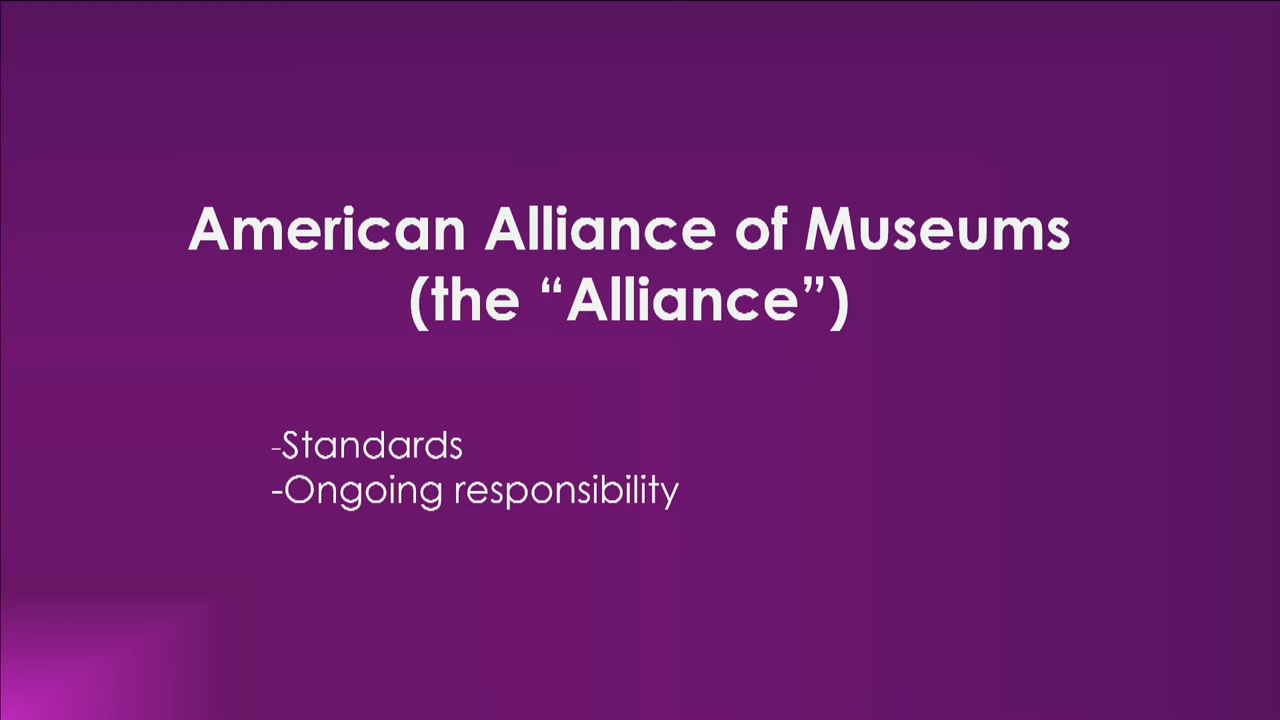 American Alliance of Museums
(the “Alliance”)
-Standards
-Ongoing responsibility